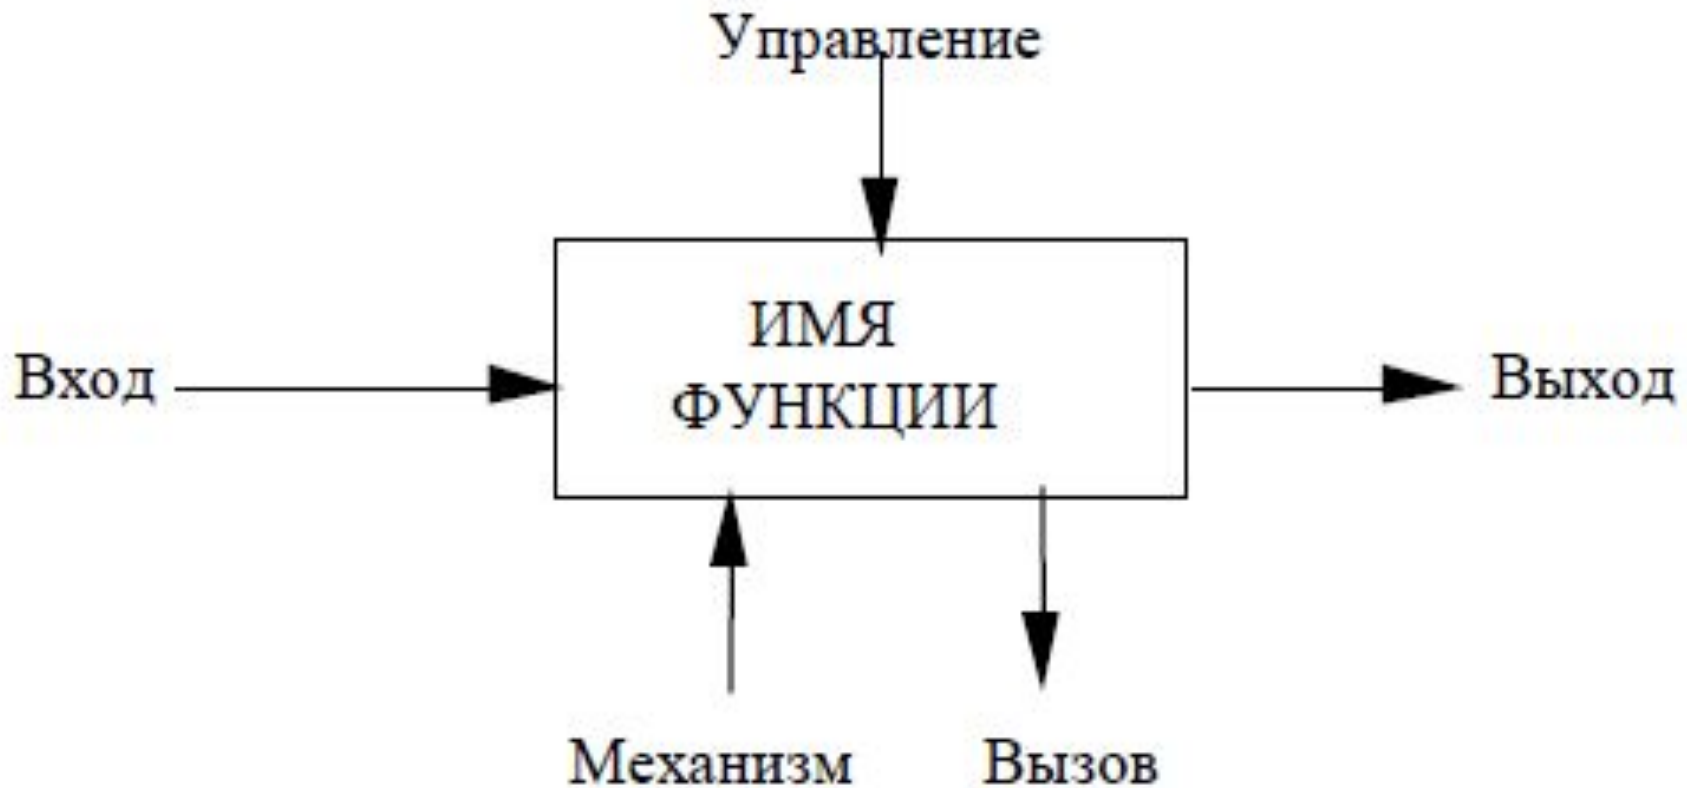 Управление
ИМЯ
ФУНКЦИИ
Вход
Выход
Механизм
Вызов